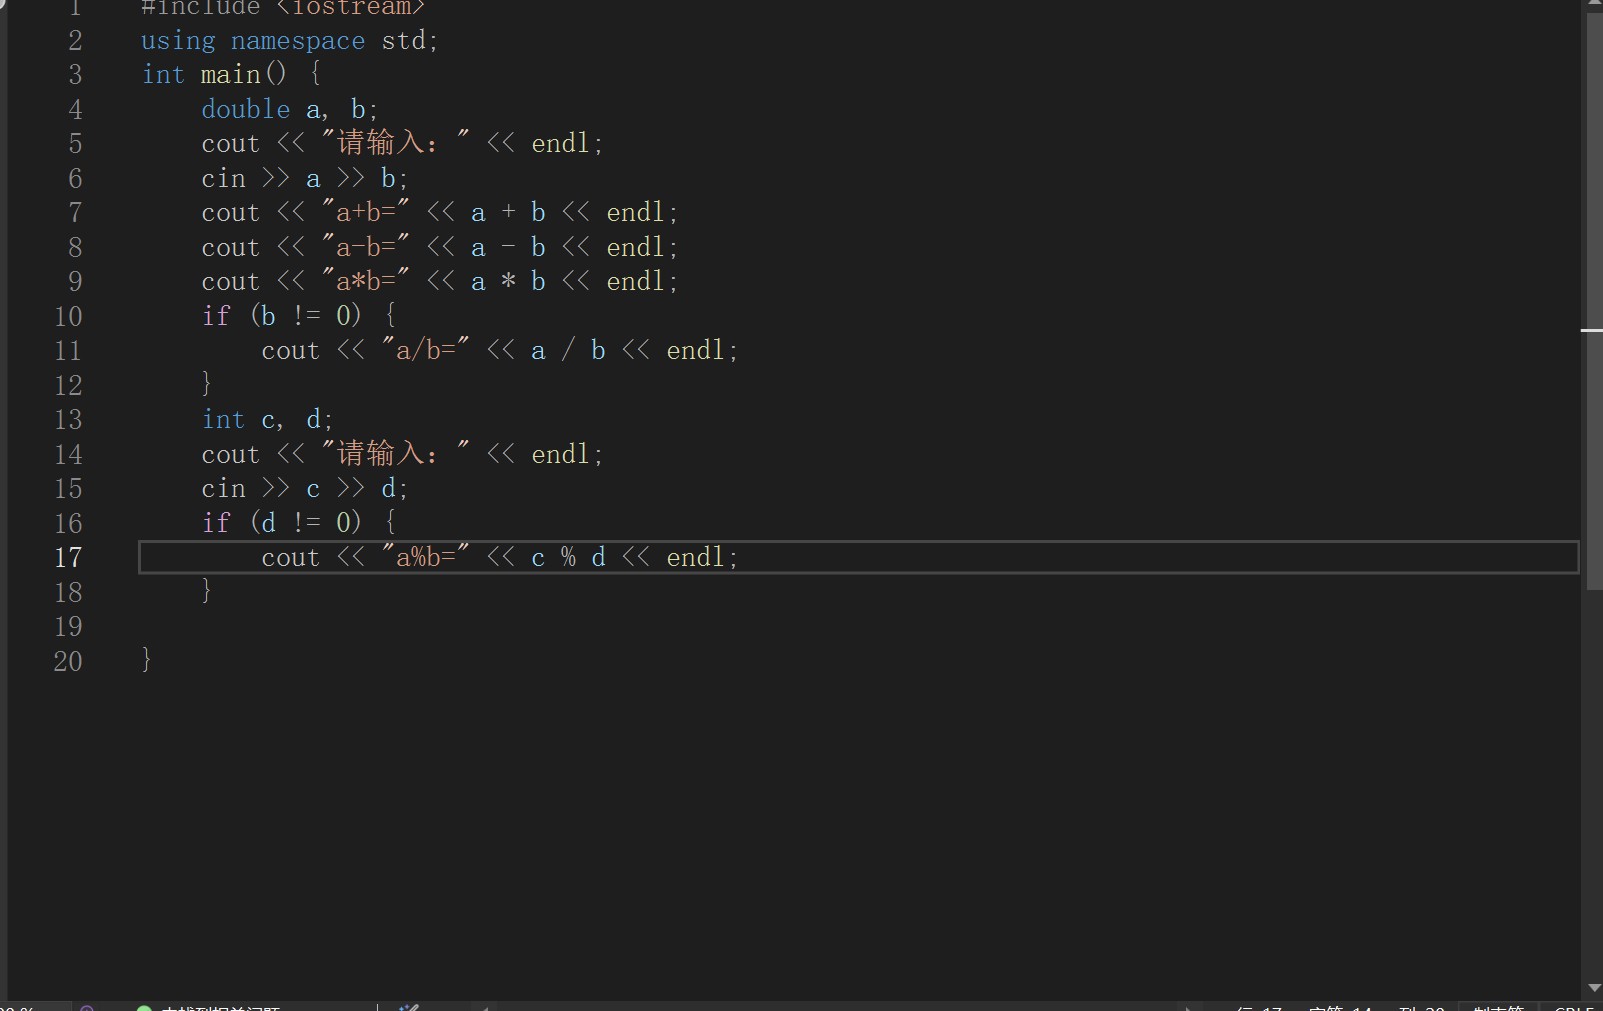 1 #include <iostream>
2 using namespace std;
3 int main() {
4 double a, b;
5 cout << "请输入：" << endl;
6 cin >> a >> b;
7 cout << "a+b=" << a + b << endl;
8 cout << "a-b=" << a - b << endl;
9 cout << "a*b=" << a * b << endl;
10 if (b != 0) {
11 cout << "a/b=" << a / b << endl;
12 }
13 int c, d;
14 cout << "请输入：" << endl;
15 cin >> c >> d;
16 if (d != 0) {
17 cout << "a%b=" << c % d << endl;
18 }
19
20 }